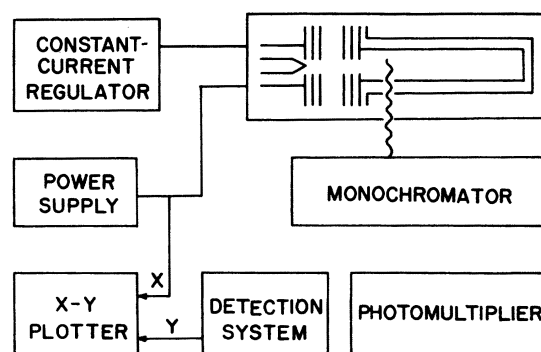 CONSTANT-
CURRENT
REGULATOR
POWER
SUPPLY
MONOCHROMATOR
X
X-Y
PLOTTER
Y
DETECTION
SYSTEM
PHOTOMULTIPLIER